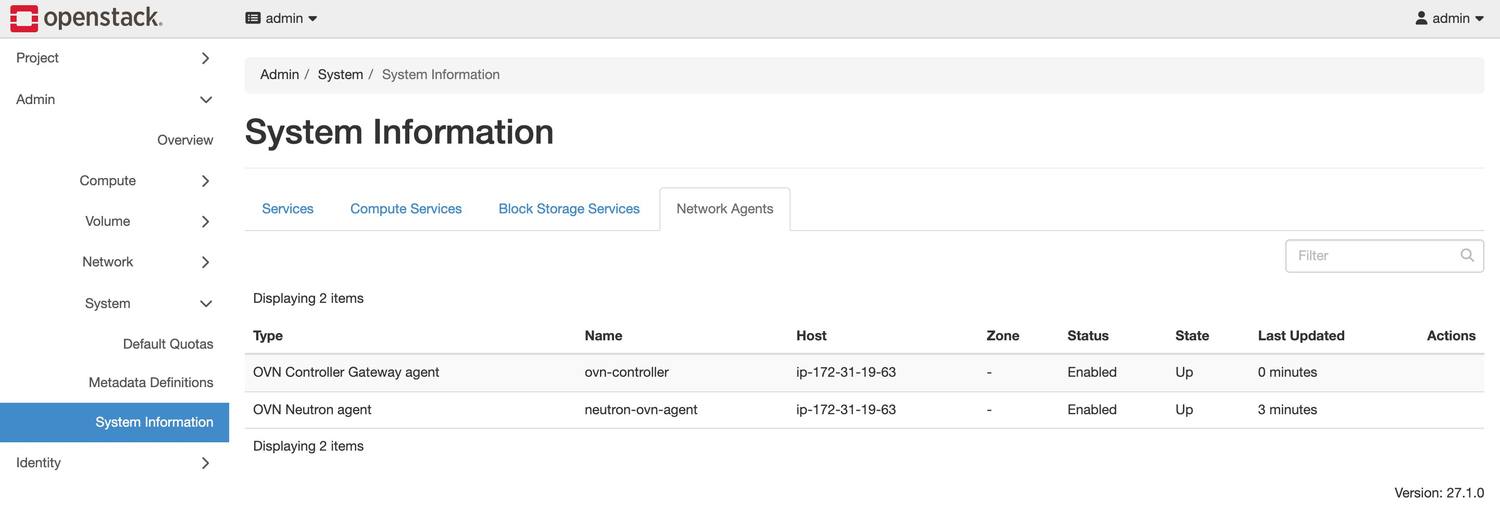 openstack. admin admin
Project
Admin
Overview
Compute
Volume
Network
System
Default Quotas
Metadata Definitions
System Information
Identity
Admin / System / System Information
System Information
Services Compute Services Block Storage Services Network Agents
Filter
Displaying 2 items
Type Name Host Zone Status State Last Updated Actions
OVN Controller Gateway agent ovn-controller ip-172-31-19-63 - Enabled Up 0 minutes
OVN Neutron agent neutron-ovn-agent ip-172-31-19-63 - Enabled Up 3 minutes
Displaying 2 items
Version: 27.1.0